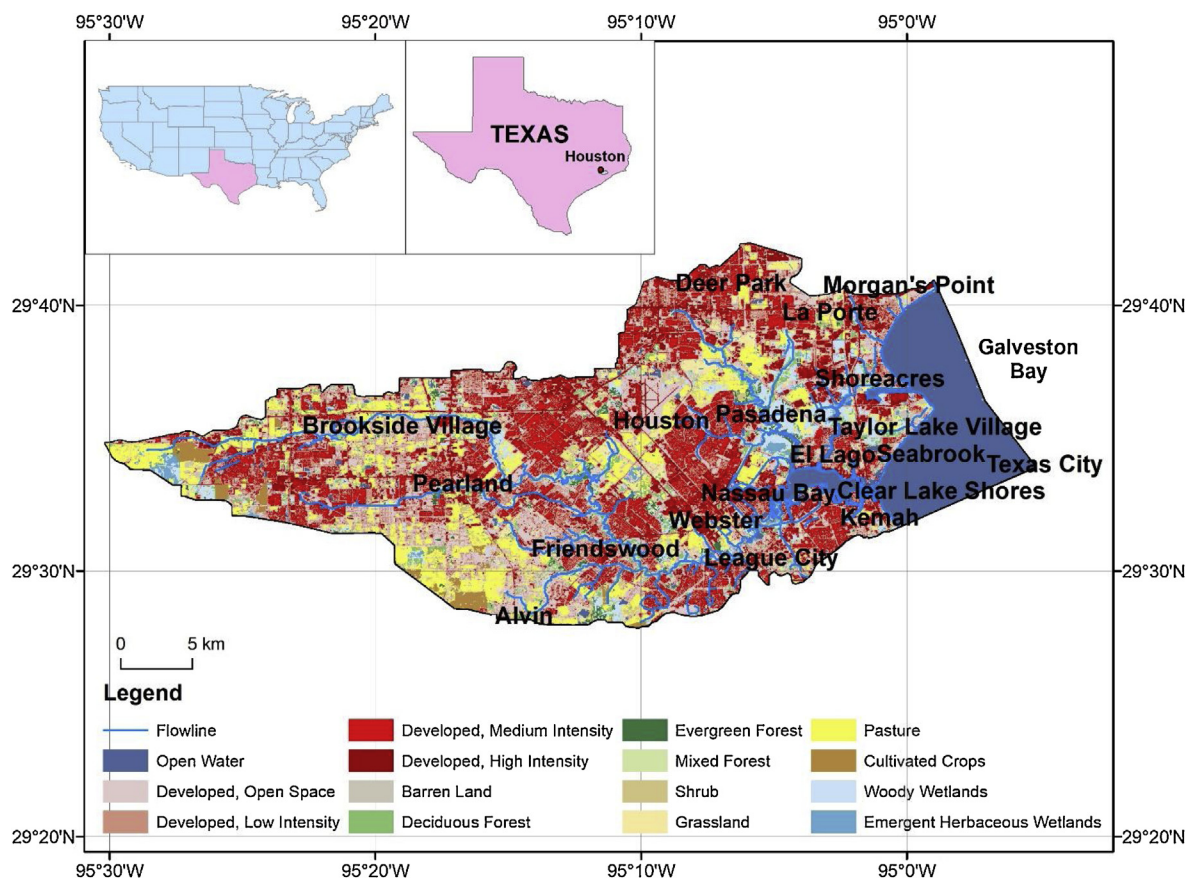 95°30'W 95°20'W 95°10'W 95°0'W
TEXAS
Houston
29°40'N 29°40'N
Deer Park
Morgan's Point
La Porte
Galveston
Bay
Shoreacres
Houston
Pasadena
Brookside Village
Taylor Lake Village
El Lago
Seabrook
Texas City
Pearland
Nassau Bay
Clear Lake Shores
Webster
Kemah
Friendswood
League City
29°30'N 29°30'N
Alvin
0 5 km
Legend
Flowline
Open Water
Developed, Open Space
Developed, Low Intensity
Developed, Medium Intensity
Developed, High Intensity
Barren Land
Deciduous Forest
Evergreen Forest
Mixed Forest
Shrub
Grassland
Pasture
Cultivated Crops
Woody Wetlands
Emergent Herbaceous Wetlands
29°20'N 29°20'N
95°30'W 95°20'W 95°10'W 95°0'W